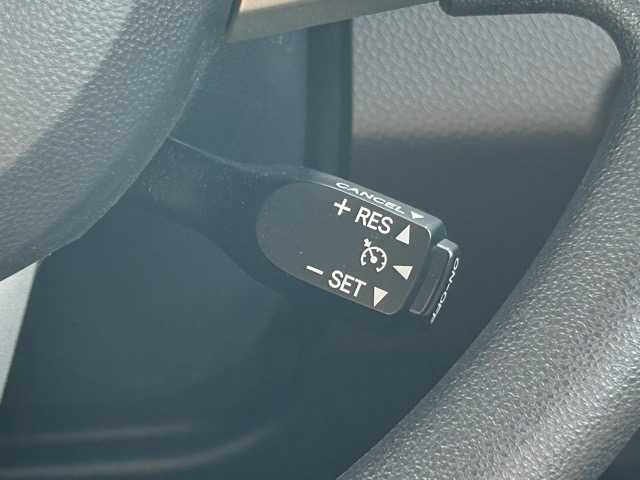 CANCEL ▼
+ RES ▲
◀
− SET ▼
ON-OFF